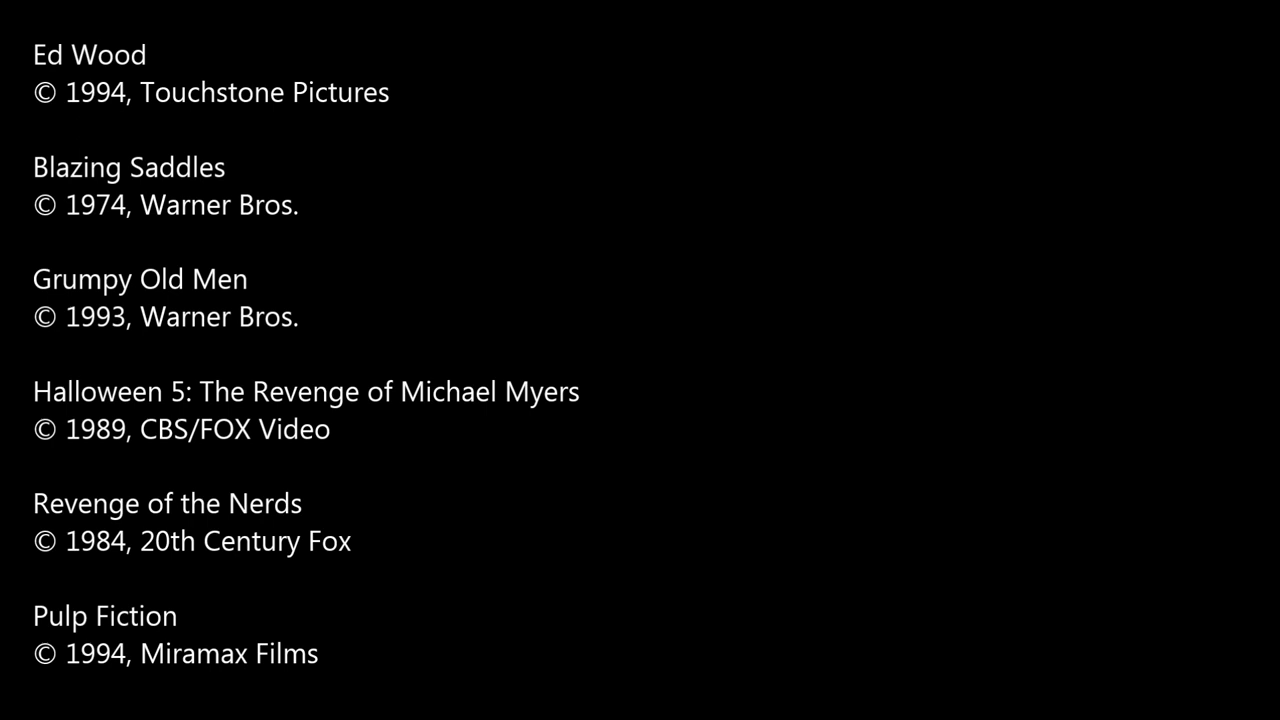 Ed Wood
© 1994, Touchstone Pictures
Blazing Saddles
© 1974, Warner Bros.
Grumpy Old Men
© 1993, Warner Bros.
Halloween 5: The Revenge of Michael Myers
© 1989, CBS/FOX Video
Revenge of the Nerds
© 1984, 20th Century Fox
Pulp Fiction
© 1994, Miramax Films